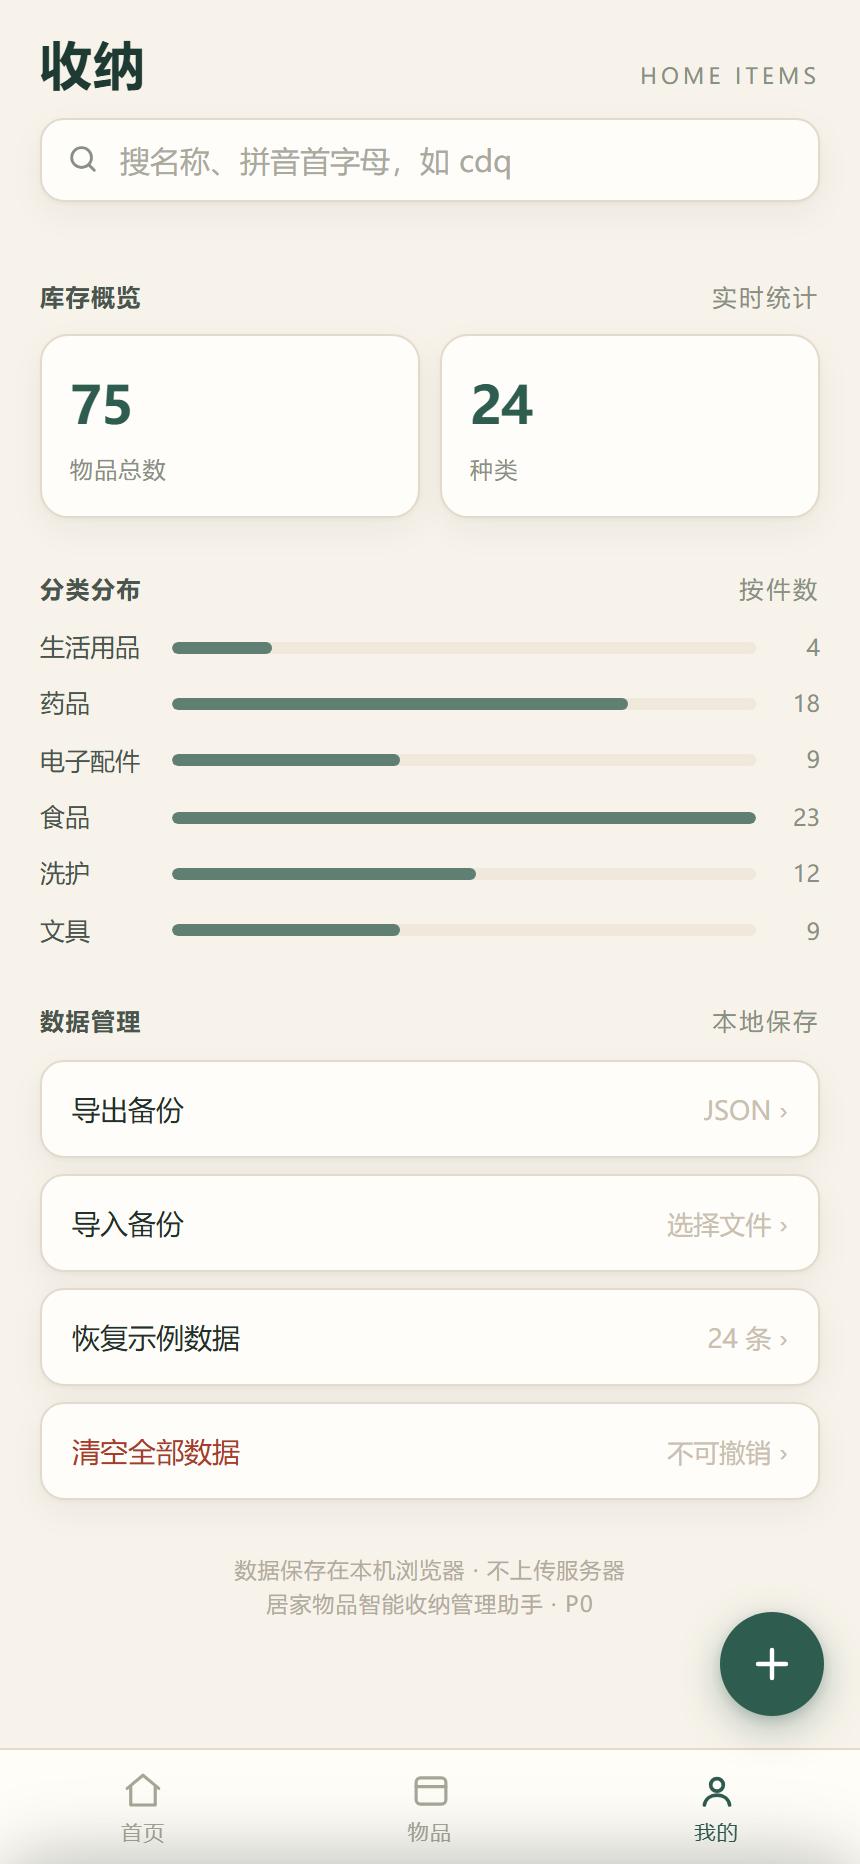 收纳
HOME ITEMS
搜名称、拼音首字母，如 cdq
库存概览
实时统计
75
物品总数
24
种类
分类分布
按件数
生活用品 4
药品 18
电子配件 9
食品 23
洗护 12
文具 9
数据管理
本地保存
导出备份
JSON ›
导入备份
选择文件 ›
恢复示例数据
24 条 ›
清空全部数据
不可撤销 ›
数据保存在本机浏览器 · 不上传服务器
居家物品智能收纳管理助手 · P0
首页
物品
我的